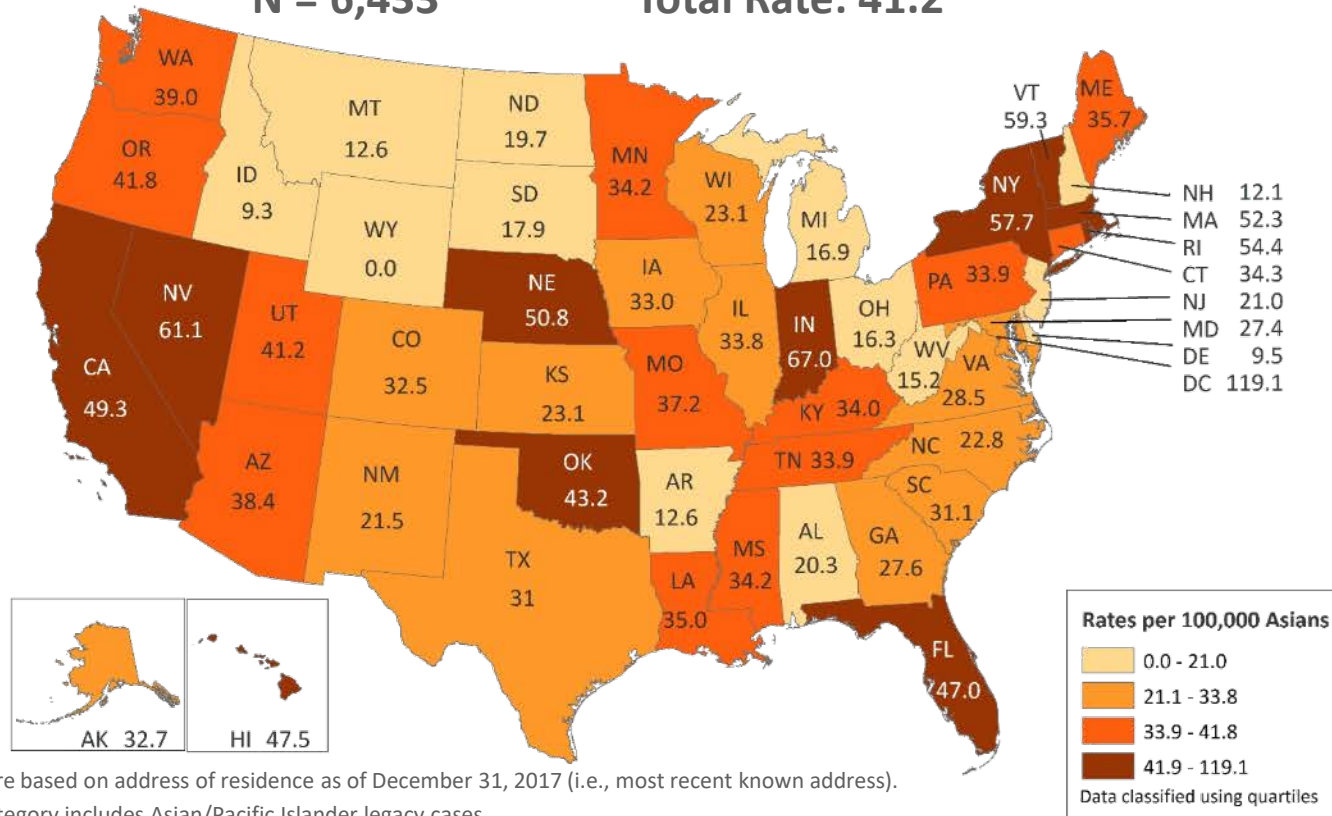 N = 6,433 Total Rate: 41.2
WA
39.0
MT
12.6
ND
19.7
VT
59.3
ME
35.7
OR
41.8
ID
9.3
MN
34.2
SD
17.9
WI
23.1
NY
57.7
WY
0.0
MI
16.9
NH 12.1
MA 52.3
RI 54.4
CT 34.3
NJ 21.0
MD 27.4
DE 9.5
DC 119.1
NV
61.1
NE
50.8
IA
33.0
PA 33.9
UT
41.2
IL
33.8
IN
67.0
OH
16.3
CA
49.3
CO
32.5
KS
23.1
MO
37.2
WV
15.2
VA
28.5
KY 34.0
AZ
38.4
NM
21.5
OK
43.2
AR
12.6
TN 33.9
NC 22.8
SC
31.1
TX
31
LA
35.0
MS
34.2
AL
20.3
GA
27.6
FL
47.0
AK 32.7
HI 47.5
Rates per 100,000 Asians
0.0 - 21.0
21.1 - 33.8
33.9 - 41.8
41.9 - 119.1
Data classified using quartiles
re based on address of residence as of December 31, 2017 (i.e., most recent known address).
tegory includes Asian/Pacific Islander legacy cases